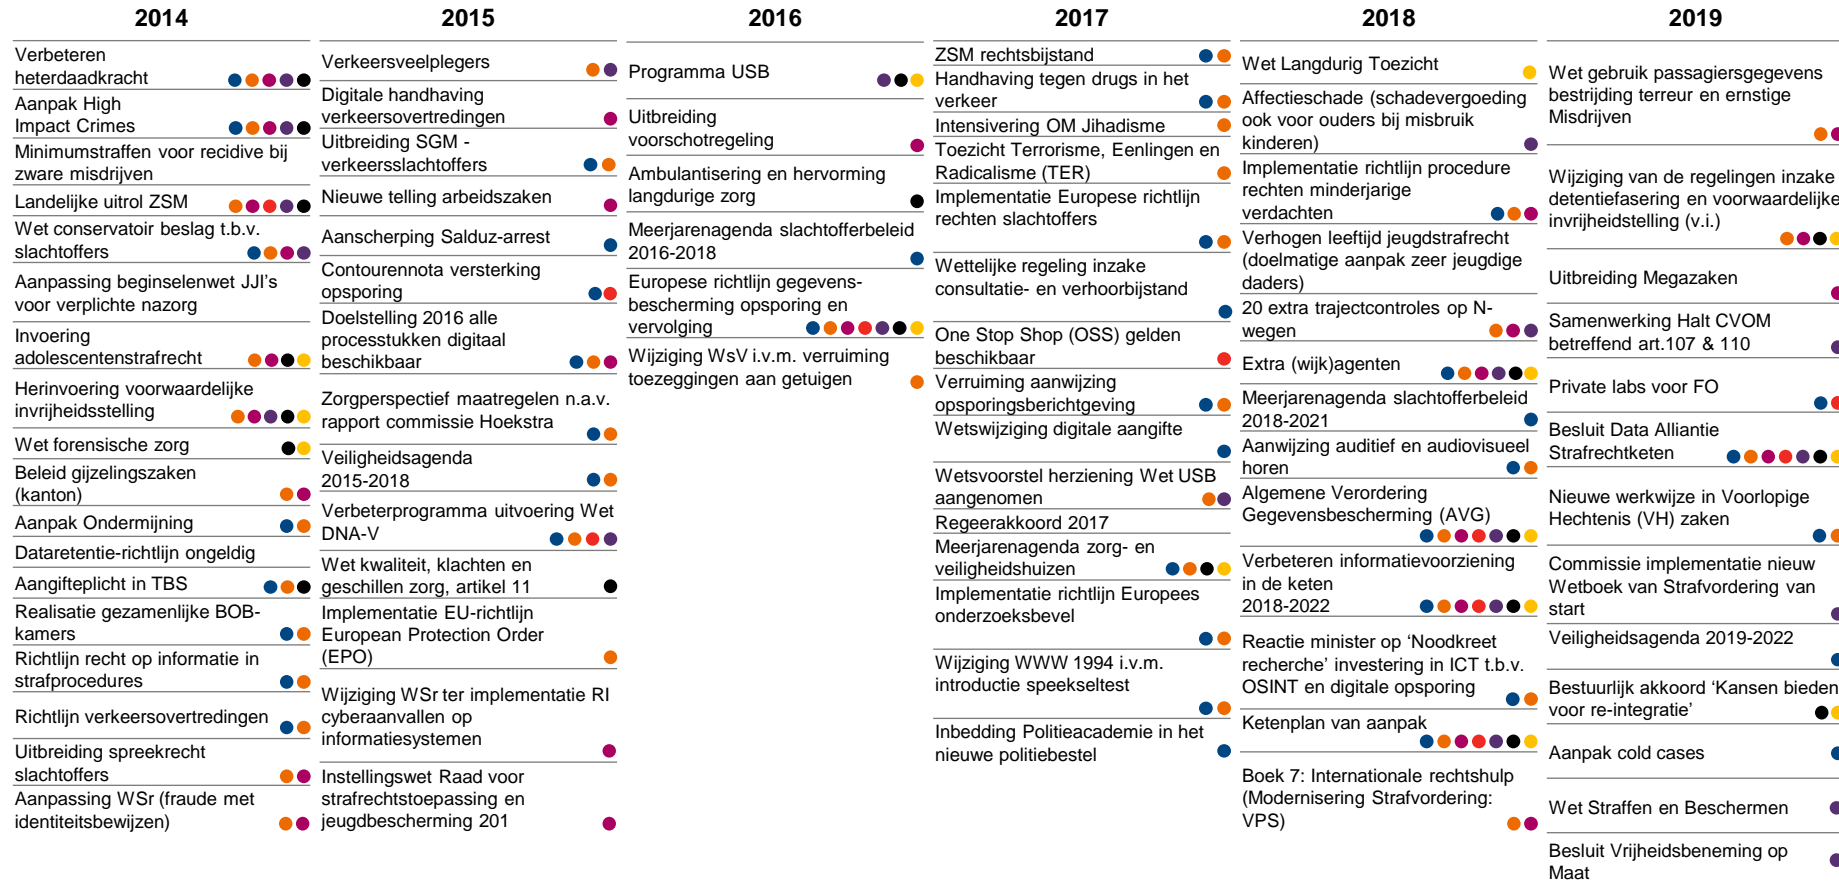 2014
Verbeteren
heterdaadkracht
Aanpak High
Impact Crimes
Minimumstraffen voor recidive bij
zware misdrijven
Landelijke uitrol ZSM
Wet conservatoir beslag t.b.v.
slachtoffers
Aanpassing beginselenwet JJI's
voor verplichte nazorg
Invoering
adolescentenstrafrecht
Herinvoering voorwaardelijke
invrijheidsstelling
Wet forensische zorg
Beleid gijzelingszaken
(kanton)
Aanpak Ondermijning
Dataretentie-richtlijn ongeldig
Aangifteplicht in TBS
Realisatie gezamenlijke BOB-
kamers
Richtlijn recht op informatie in
strafprocedures
Richtlijn verkeersovertredingen
Uitbreiding spreekrecht
slachtoffers
Aanpassing WSr (fraude met
identiteitsbewijzen)
2015
Verkeersveelplegers
Digitale handhaving
verkeersovertredingen
Uitbreiding SGM -
verkeersslachtoffers
Nieuwe telling arbeidszaken
Aanscherping Salduz-arrest
Contourennota versterking
opsporing
Doelstelling 2016 alle
processtukken digitaal
beschikbaar
Zorgperspectief maatregelen n.a.v.
rapport commissie Hoekstra
Veiligheidsagenda
2015-2018
Verbeterprogramma uitvoering Wet
DNA-V
Wet kwaliteit, klachten en
geschillen zorg, artikel 11
Implementatie EU-richtlijn
European Protection Order
(EPO)
Wijziging WSr ter implementatie RI
cyberaanvallen op
informatiesystemen
Instellingswet Raad voor
strafrechtstoepassing en
jeugdbescherming 201
2016
Programma USB
Uitbreiding
voorschotregeling
Ambulantisering en hervorming
langdurige zorg
Meerjarenagenda slachtofferbeleid
2016-2018
Europese richtlijn gegevens-
bescherming opsporing en
vervolging
Wijziging WsV i.v.m. verruiming
toezeggingen aan getuigen
2017
ZSM rechtsbijstand
Handhaving tegen drugs in het
verkeer
Intensivering OM Jihadisme
Toezicht Terrorisme, Eenlingen en
Radicalisme (TER)
Implementatie Europese richtlijn
rechten slachtoffers
Wettelijke regeling inzake
consultatie- en verhoorbijstand
One Stop Shop (OSS) gelden
beschikbaar
Verruiming aanwijzing
opsporingsberichtgeving
Wetswijziging digitale aangifte
Wetsvoorstel herziening Wet USB
aangenomen
Regeerakkoord 2017
Meerjarenagenda zorg- en
veiligheidshuizen
Implementatie richtlijn Europees
onderzoeksbevel
Wijziging WWW 1994 i.v.m.
introductie speekseltest
Inbedding Politieacademie in het
nieuwe politiebestel
2018
Wet Langdurig Toezicht
Affectieschade (schadevergoeding
ook voor ouders bij misbruik
kinderen)
Implementatie richtlijn procedure
rechten minderjarige
verdachten
Verhogen leeftijd jeugdstrafrecht
(doelmatige aanpak zeer jeugdige
daders)
20 extra trajectcontroles op N-
wegen
Extra (wijk)agenten
Meerjarenagenda slachtofferbeleid
2018-2021
Aanwijzing auditief en audiovisueel
horen
Algemene Verordening
Gegevensbescherming (AVG)
Verbeteren informatievoorziening
in de keten
2018-2022
Reactie minister op ‘Noodkreet
recherche’ investering in ICT t.b.v.
OSINT en digitale opsporing
Ketenplan van aanpak
Boek 7: Internationale rechtshulp
(Modernisering Strafvordering:
VPS)
2019
Wet gebruik passagiersgegevens
bestrijding terreur en ernstige
Misdrijven
Wijziging van de regelingen inzake
detentiefasering en voorwaardelijke
invrijheidstelling (v.i.)
Uitbreiding Megazaken
Samenwerking Halt CVOM
betreffend art.107 & 110
Private labs voor FO
Besluit Data Alliantie
Strafrechtketen
Nieuwe werkwijze in Voorlopige
Hechtenis (VH) zaken
Commissie implementatie nieuw
Wetboek van Strafvordering van
start
Veiligheidsagenda 2019-2022
Bestuurlijk akkoord ‘Kansen bieden
voor re-integratie’
Aanpak cold cases
Wet Straffen en Beschermen
Besluit Vrijheidsbeneming op
Maat